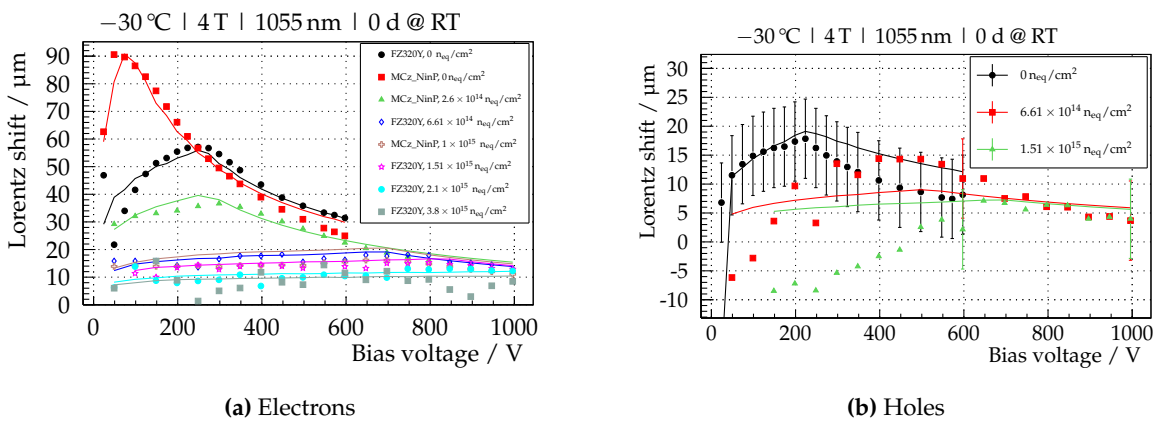 −30 °C | 4 T | 1055 nm | 0 d @ RT
Lorentz shift / μm
90
80
70
60
50
40
30
20
10
0
FZ320Y, 0 n_eq/cm²
MCz_NinP, 0 n_eq/cm²
MCz_NinP, 2.6 × 10¹⁴ n_eq/cm²
FZ320Y, 6.61 × 10¹⁴ n_eq/cm²
MCz_NinP, 1 × 10¹⁵ n_eq/cm²
FZ320Y, 1.51 × 10¹⁵ n_eq/cm²
FZ320Y, 2.1 × 10¹⁵ n_eq/cm²
FZ320Y, 3.8 × 10¹⁵ n_eq/cm²
0 200 400 600 800 1000
Bias voltage / V
(a) Electrons
−30 °C | 4 T | 1055 nm | 0 d @ RT
Lorentz shift / μm
30
25
20
15
10
5
0
-5
-10
0 n_eq/cm²
6.61 × 10¹⁴ n_eq/cm²
1.51 × 10¹⁵ n_eq/cm²
0 200 400 600 800 1000
Bias voltage / V
(b) Holes